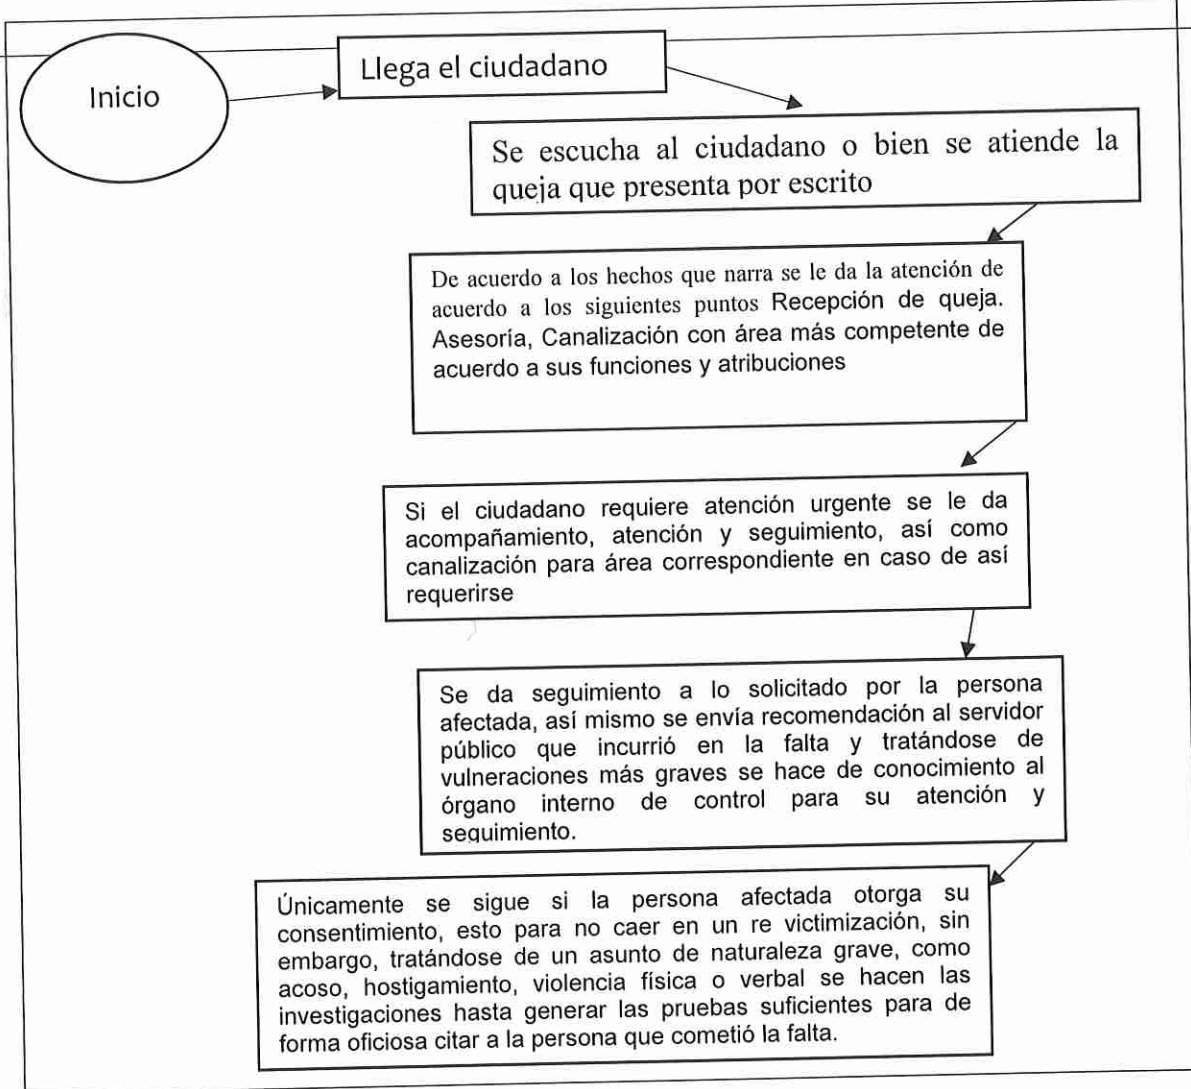 Inicio
Llega el ciudadano
Se escucha al ciudadano o bien se atiende la
queja que presenta por escrito
De acuerdo a los hechos que narra se le da la atención de
acuerdo a los siguientes puntos Recepción de queja.
Asesoría, Canalización con área más competente de
acuerdo a sus funciones y atribuciones
Si el ciudadano requiere atención urgente se le da
acompañamiento, atención y seguimiento, así como
canalización para área correspondiente en caso de así
requerirse
Se da seguimiento a lo solicitado por la persona
afectada, así mismo se envía recomendación al servidor
público que incurrió en la falta y tratándose de
vulneraciones más graves se hace de conocimiento al
órgano interno de control para su atención y
seguimiento.
Únicamente se sigue si la persona afectada otorga su
consentimiento, esto para no caer en un re victimización, sin
embargo, tratándose de un asunto de naturaleza grave, como
acoso, hostigamiento, violencia física o verbal se hacen las
investigaciones hasta generar las pruebas suficientes para de
forma oficiosa citar a la persona que cometió la falta.